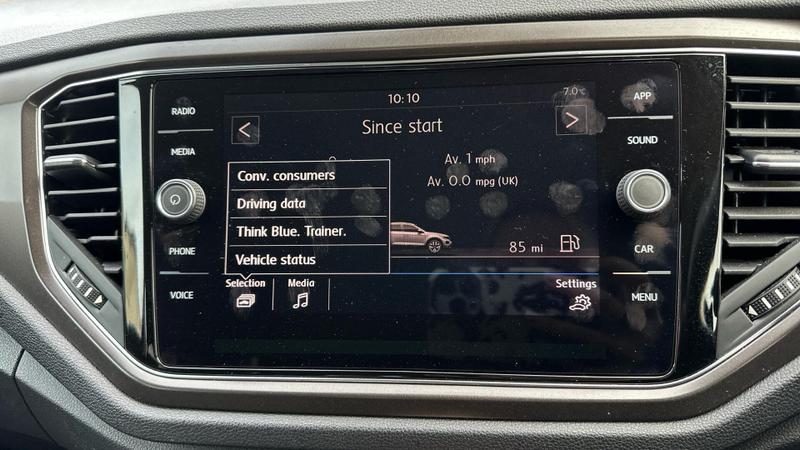 10:10
7.0°C
RADIO
APP
<
Since start
>
MEDIA
SOUND
Av. 1 mph
Conv. consumers
Av. 0.0 mpg (UK)
Driving data
Think Blue. Trainer.
PHONE
85 mi
CAR
Vehicle status
VOICE
Selection
Media
Settings
MENU